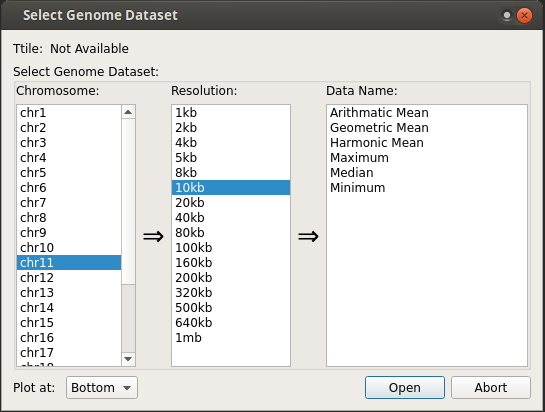 Select Genome Dataset
Ttile: Not Available
Select Genome Dataset:
Chromosome:
chr1
chr2
chr3
chr4
chr5
chr6
chr7
chr8
chr9
chr10
chr11
chr12
chr13
chr14
chr15
chr16
chr17
⇒
Resolution:
1kb
2kb
4kb
5kb
8kb
10kb
20kb
40kb
80kb
100kb
160kb
200kb
320kb
500kb
640kb
1mb
⇒
Data Name:
Arithmatic Mean
Geometric Mean
Harmonic Mean
Maximum
Median
Minimum
Plot at: Bottom
Open
Abort